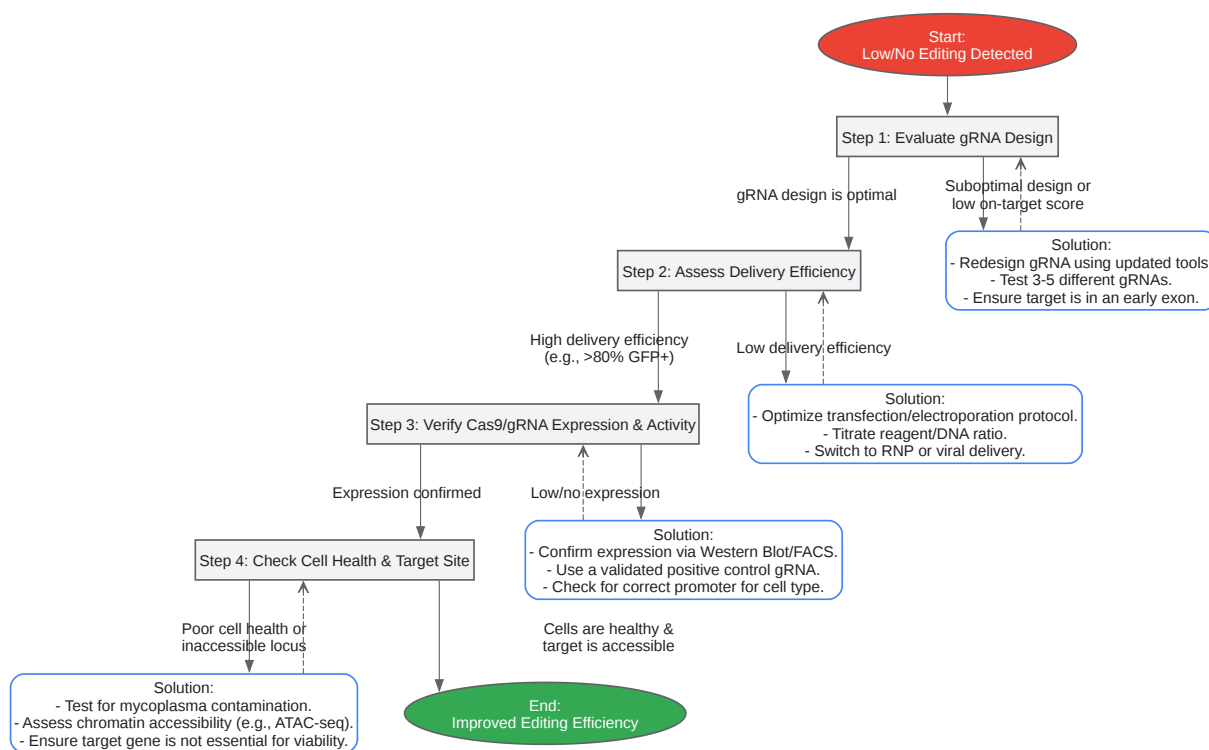 Start:
Low/No Editing Detected
Step 1: Evaluate gRNA Design
gRNA design is optimal
Suboptimal design or
low on-target score
Solution:
- Redesign gRNA using updated tools
- Test 3-5 different gRNAs.
- Ensure target is in an early exon.
Step 2: Assess Delivery Efficiency
High delivery efficiency
(e.g., >80% GFP+)
Low delivery efficiency
Solution:
- Optimize transfection/electroporation protocol.
- Titrate reagent/DNA ratio.
- Switch to RNP or viral delivery.
Step 3: Verify Cas9/gRNA Expression & Activity
Expression confirmed
Low/no expression
Solution:
- Confirm expression via Western Blot/FACS.
- Use a validated positive control gRNA.
- Check for correct promoter for cell type.
Step 4: Check Cell Health & Target Site
Poor cell health or
inaccessible locus
Cells are healthy &
target is accessible
Solution:
- Test for mycoplasma contamination.
- Assess chromatin accessibility (e.g., ATAC-seq).
- Ensure target gene is not essential for viability.
End:
Improved Editing Efficiency